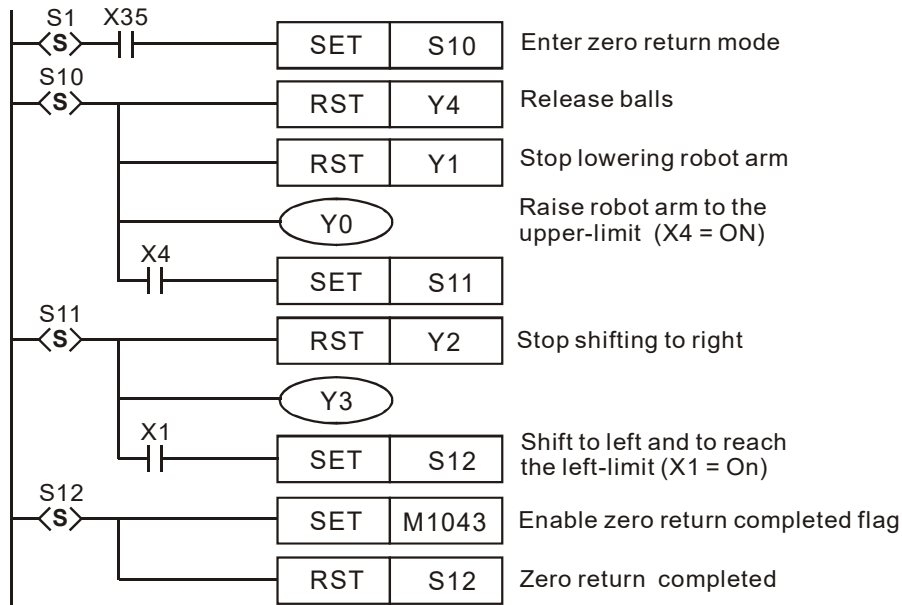 S1 X35
S SET S10 Enter zero return mode
S10
S RST Y4 Release balls
RST Y1 Stop lowering robot arm
Y0 Raise robot arm to the
upper-limit (X4 = ON)
X4
SET S11
S11
S RST Y2 Stop shifting to right
Y3
X1
SET S12 Shift to left and to reach
the left-limit (X1 = On)
S12
S SET M1043 Enable zero return completed flag
RST S12 Zero return completed